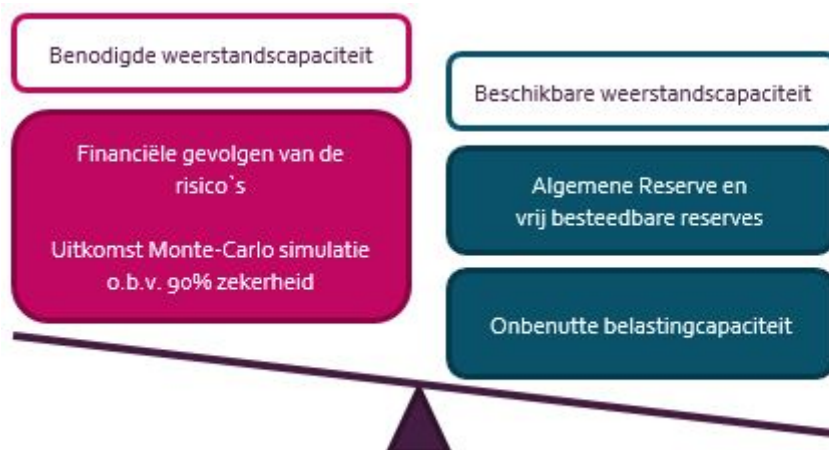 Benodigde weerstandscapaciteit
Financiële gevolgen van de
risico`s
Uitkomst Monte-Carlo simulatie
o.b.v. 90% zekerheid
Beschikbare weerstandscapaciteit
Algemene Reserve en
vrij besteedbare reserves
Onbenutte belastingcapaciteit